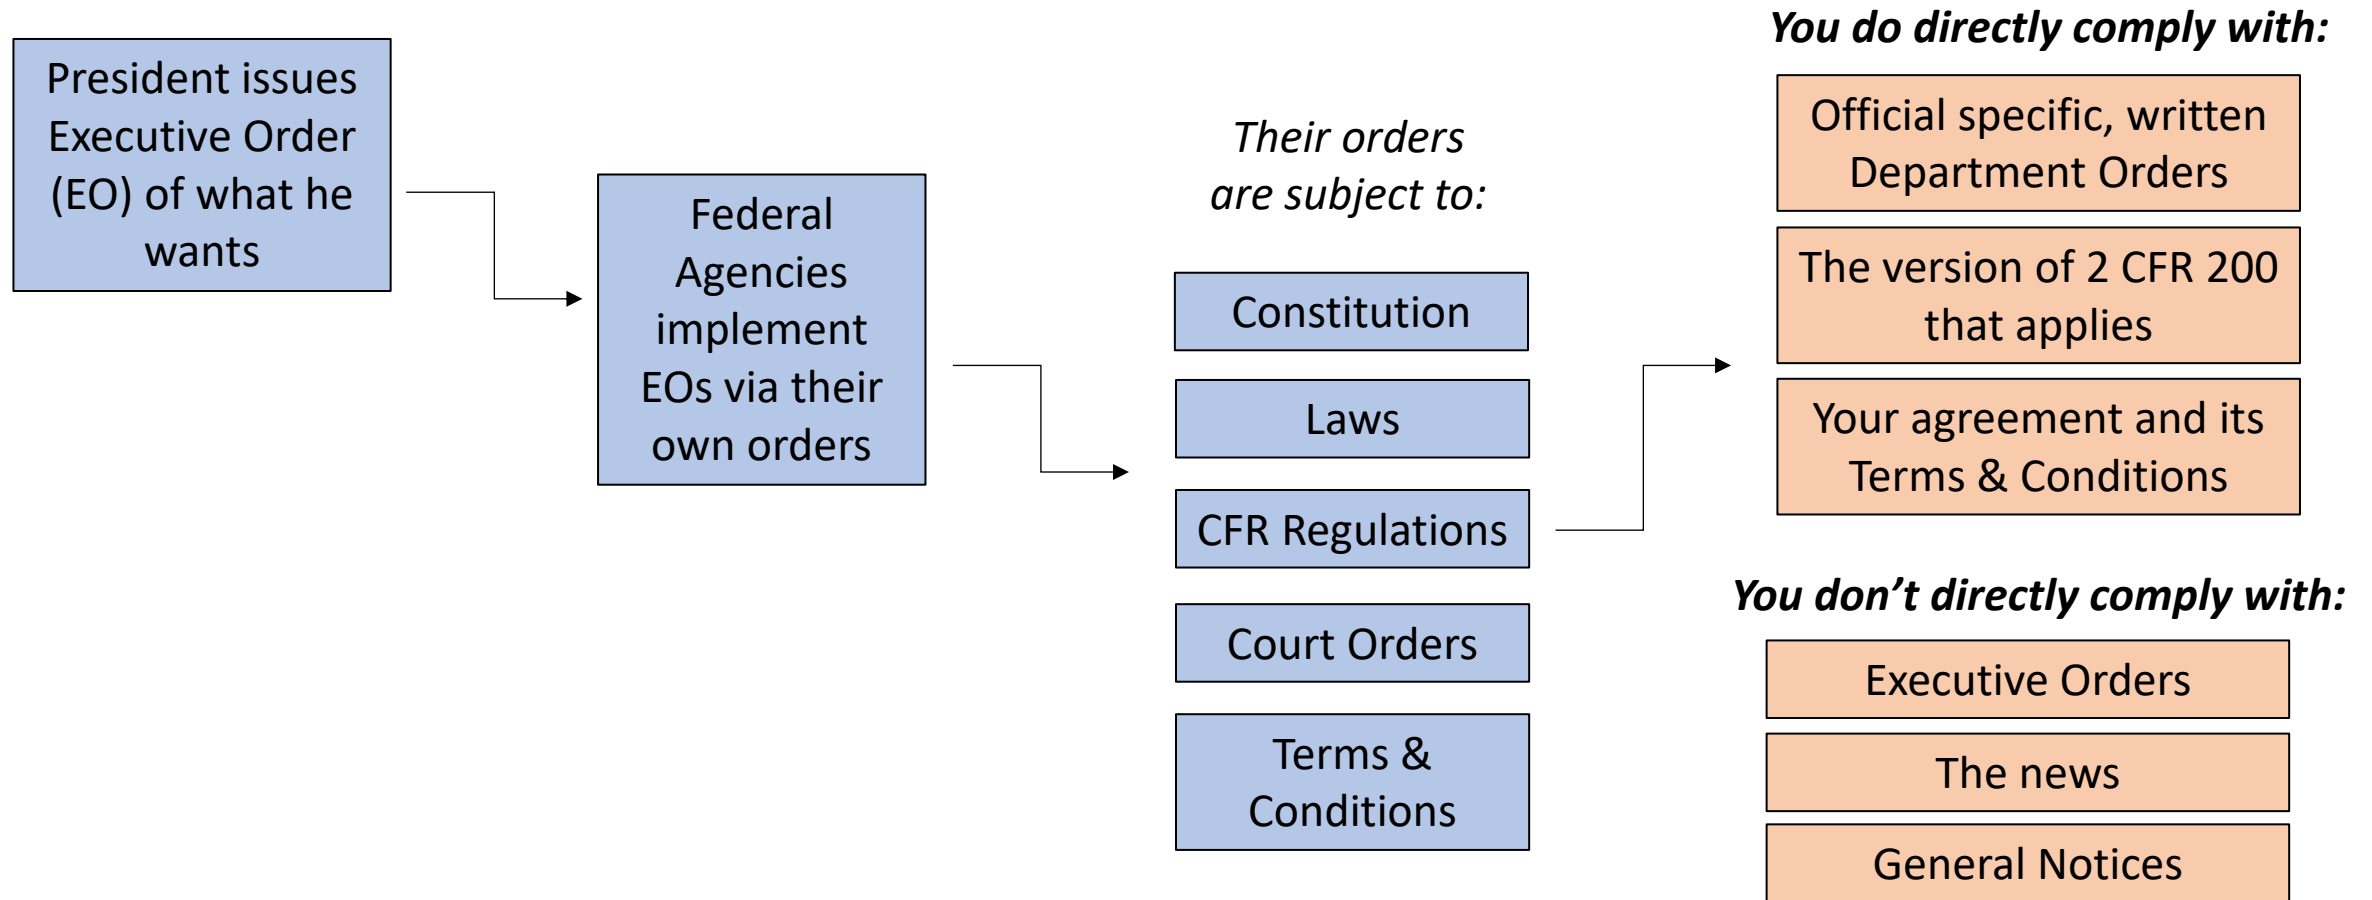 President issues
Executive Order
(EO) of what he
wants
Federal
Agencies
implement
EOs via their
own orders
Their orders
are subject to:
Constitution
Laws
CFR Regulations
Court Orders
Terms &
Conditions
You do directly comply with:
Official specific, written
Department Orders
The version of 2 CFR 200
that applies
Your agreement and its
Terms & Conditions
You don’t directly comply with:
Executive Orders
The news
General Notices